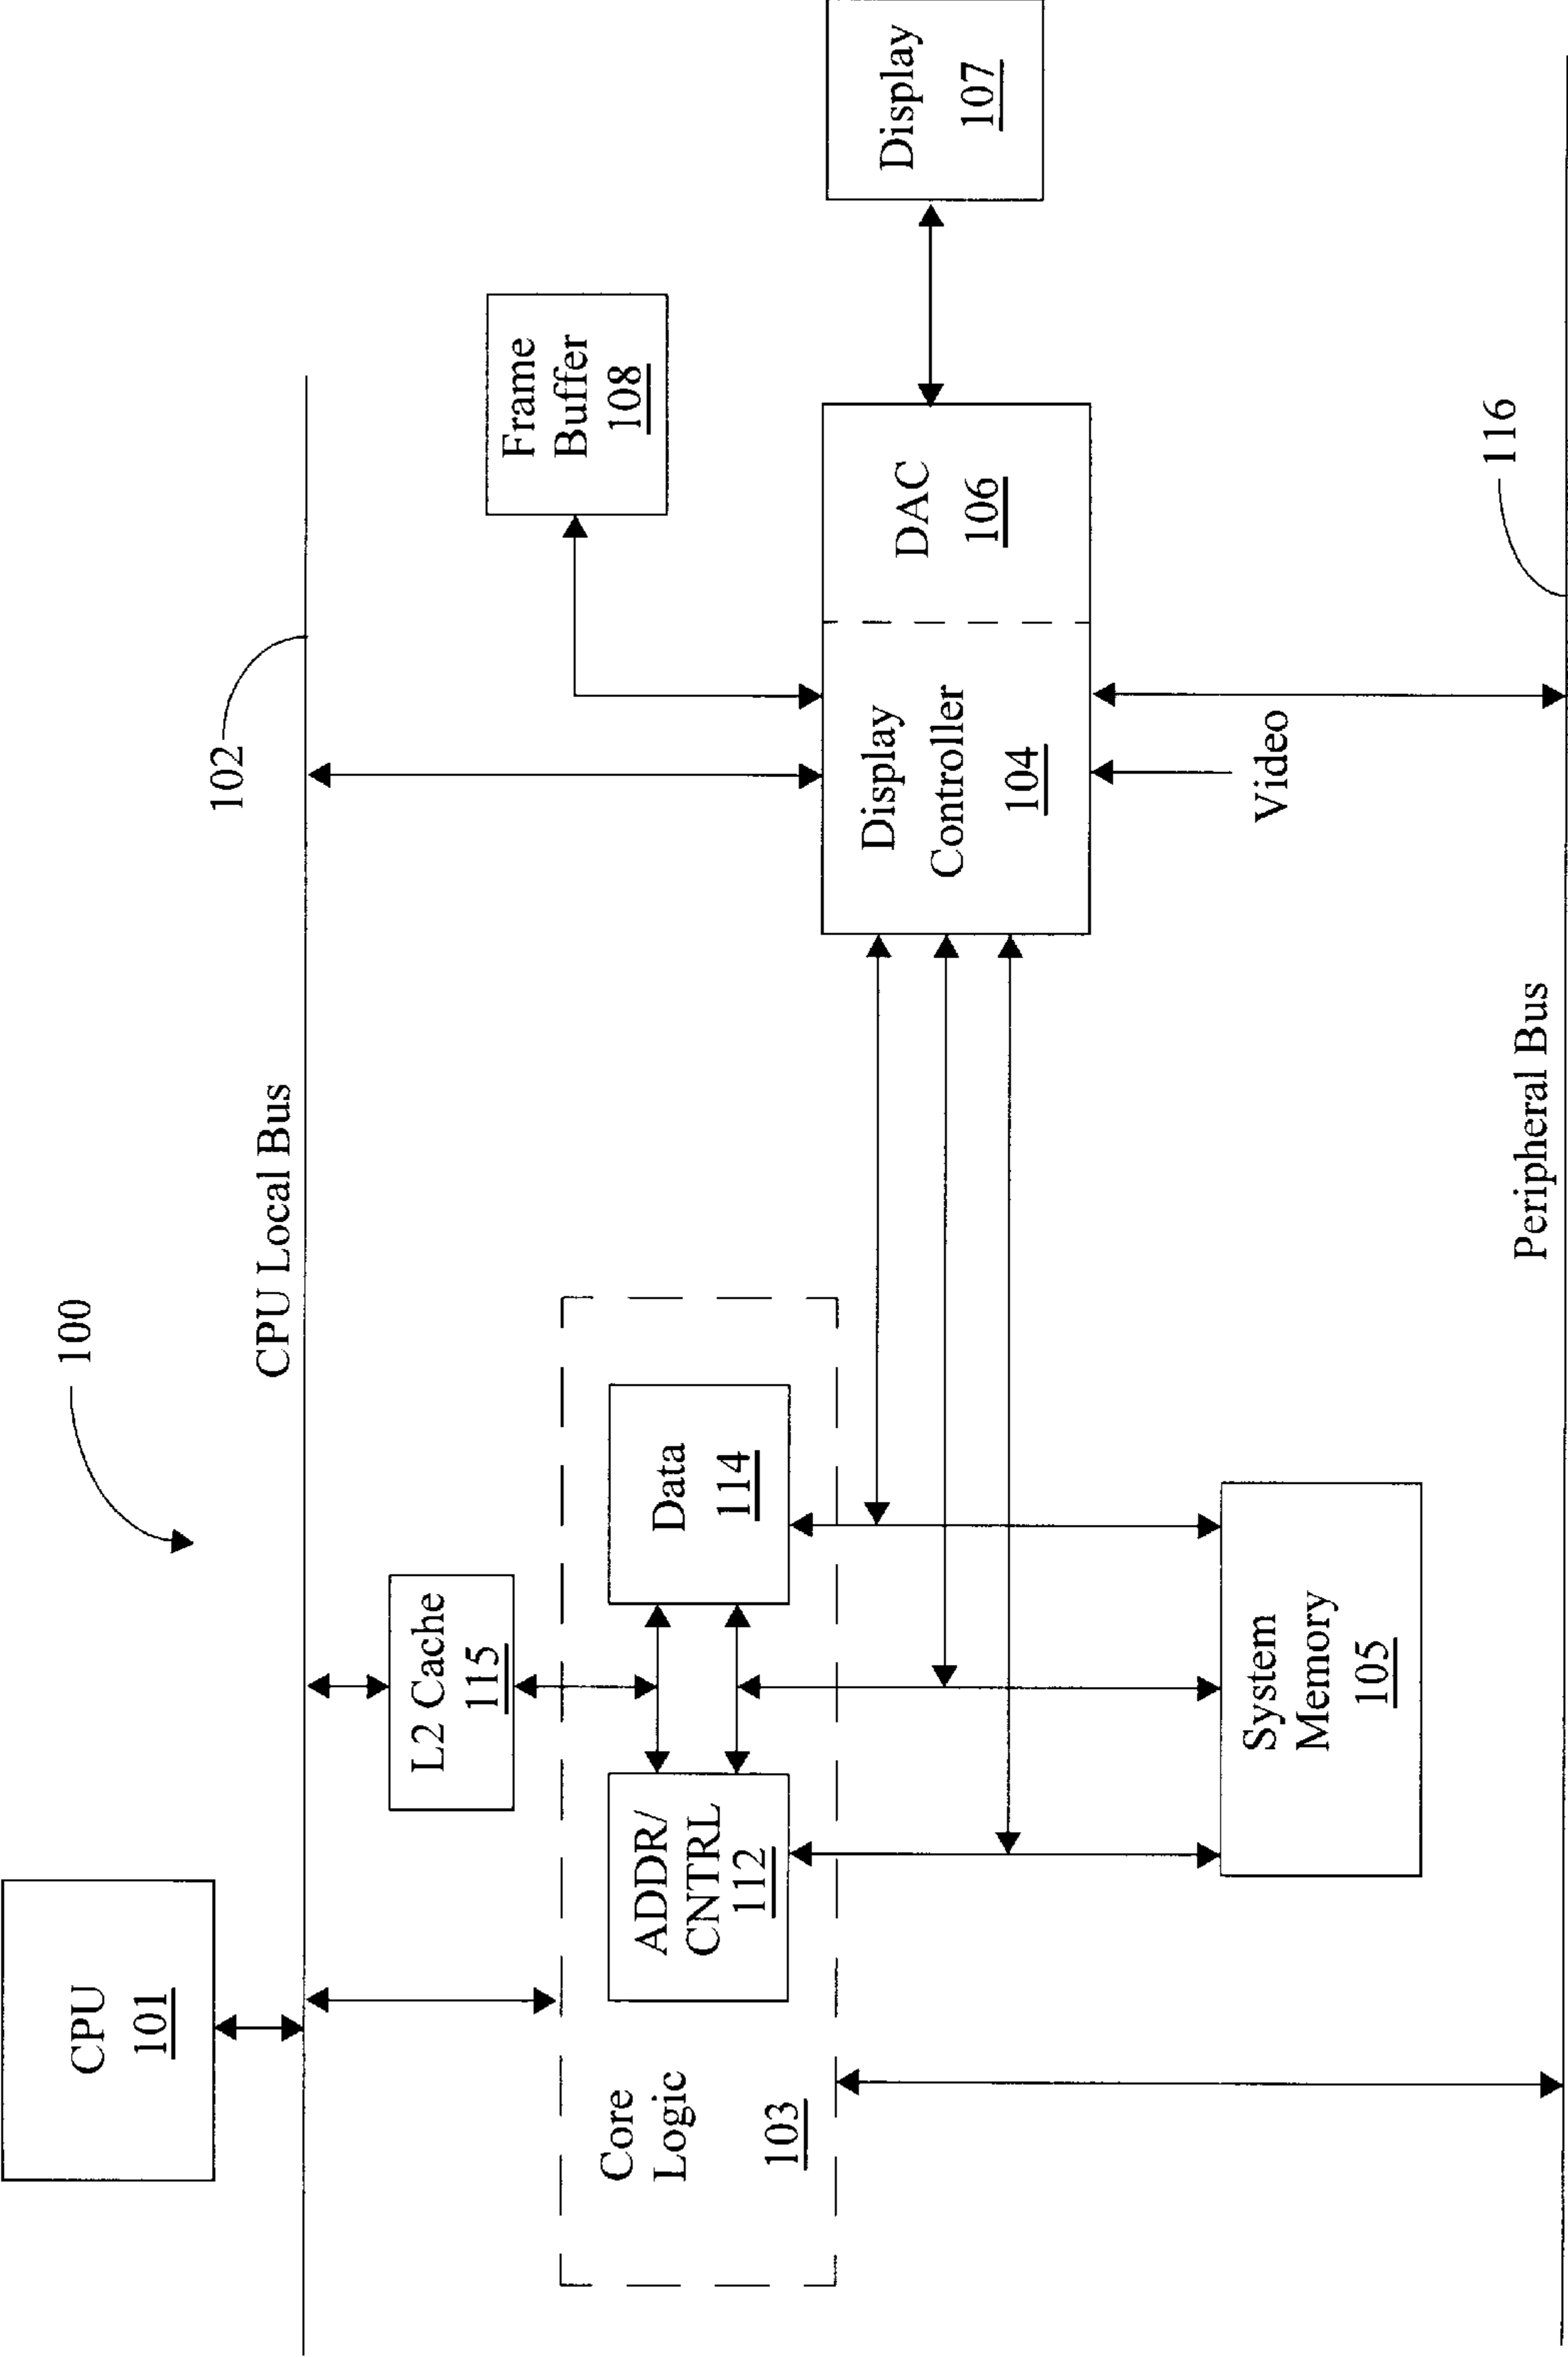 100
CPU
101
CPU Local Bus
102
L2 Cache
115
Frame
Buffer
108
Core
Logic
103
ADDR/
CNTRL
112
Data
114
Display
Controller
104
DAC
106
Display
107
Video
System
Memory
105
Peripheral Bus
116